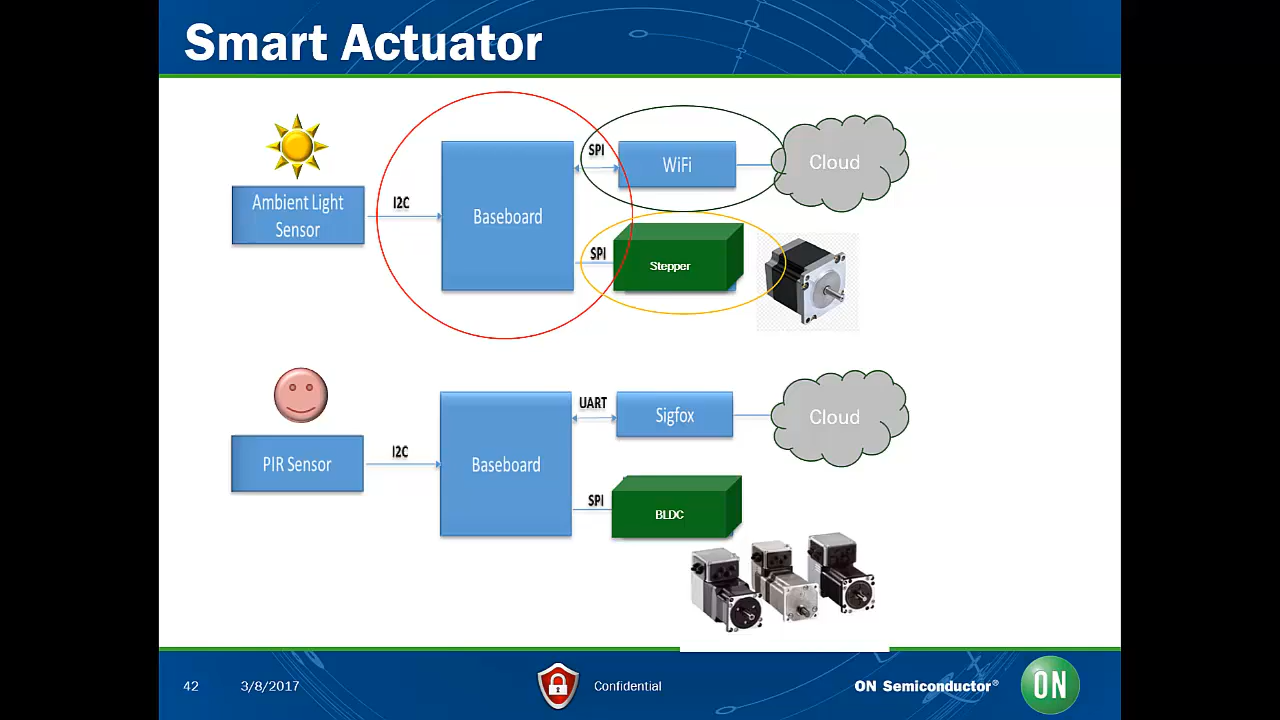 Smart Actuator
Ambient Light
Sensor
I2C
Baseboard
SPI
WiFi
Cloud
SPI
Stepper
PIR Sensor
I2C
Baseboard
UART
Sigfox
Cloud
SPI
BLDC
42
3/8/2017
Confidential
ON Semiconductor®
ON